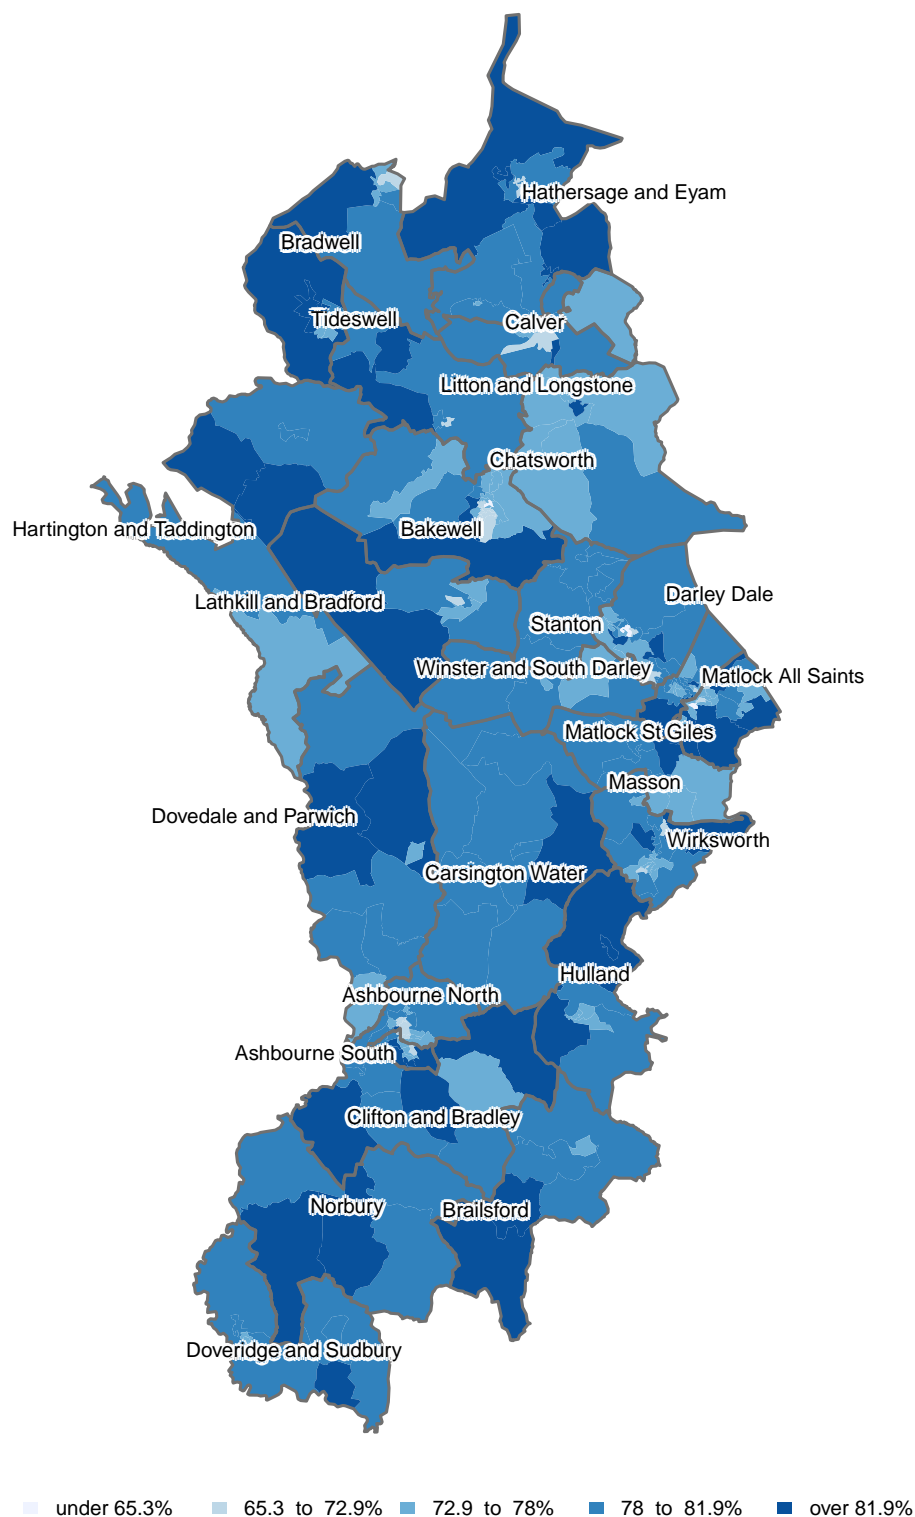 Hathersage and Eyam
Bradwell
Tideswell
Calver
Litton and Longstone
Chatsworth
Hartington and Taddington
Bakewell
Darley Dale
Lathkill and Bradford
Stanton
Winster and South Darley
Matlock All Saints
Matlock St Giles
Masson
Dovedale and Parwich
Wirksworth
Carsington Water
Hulland
Ashbourne North
Ashbourne South
Clifton and Bradley
Norbury
Brailsford
Doveridge and Sudbury
under 65.3% 65.3 to 72.9% 72.9 to 78% 78 to 81.9% over 81.9%